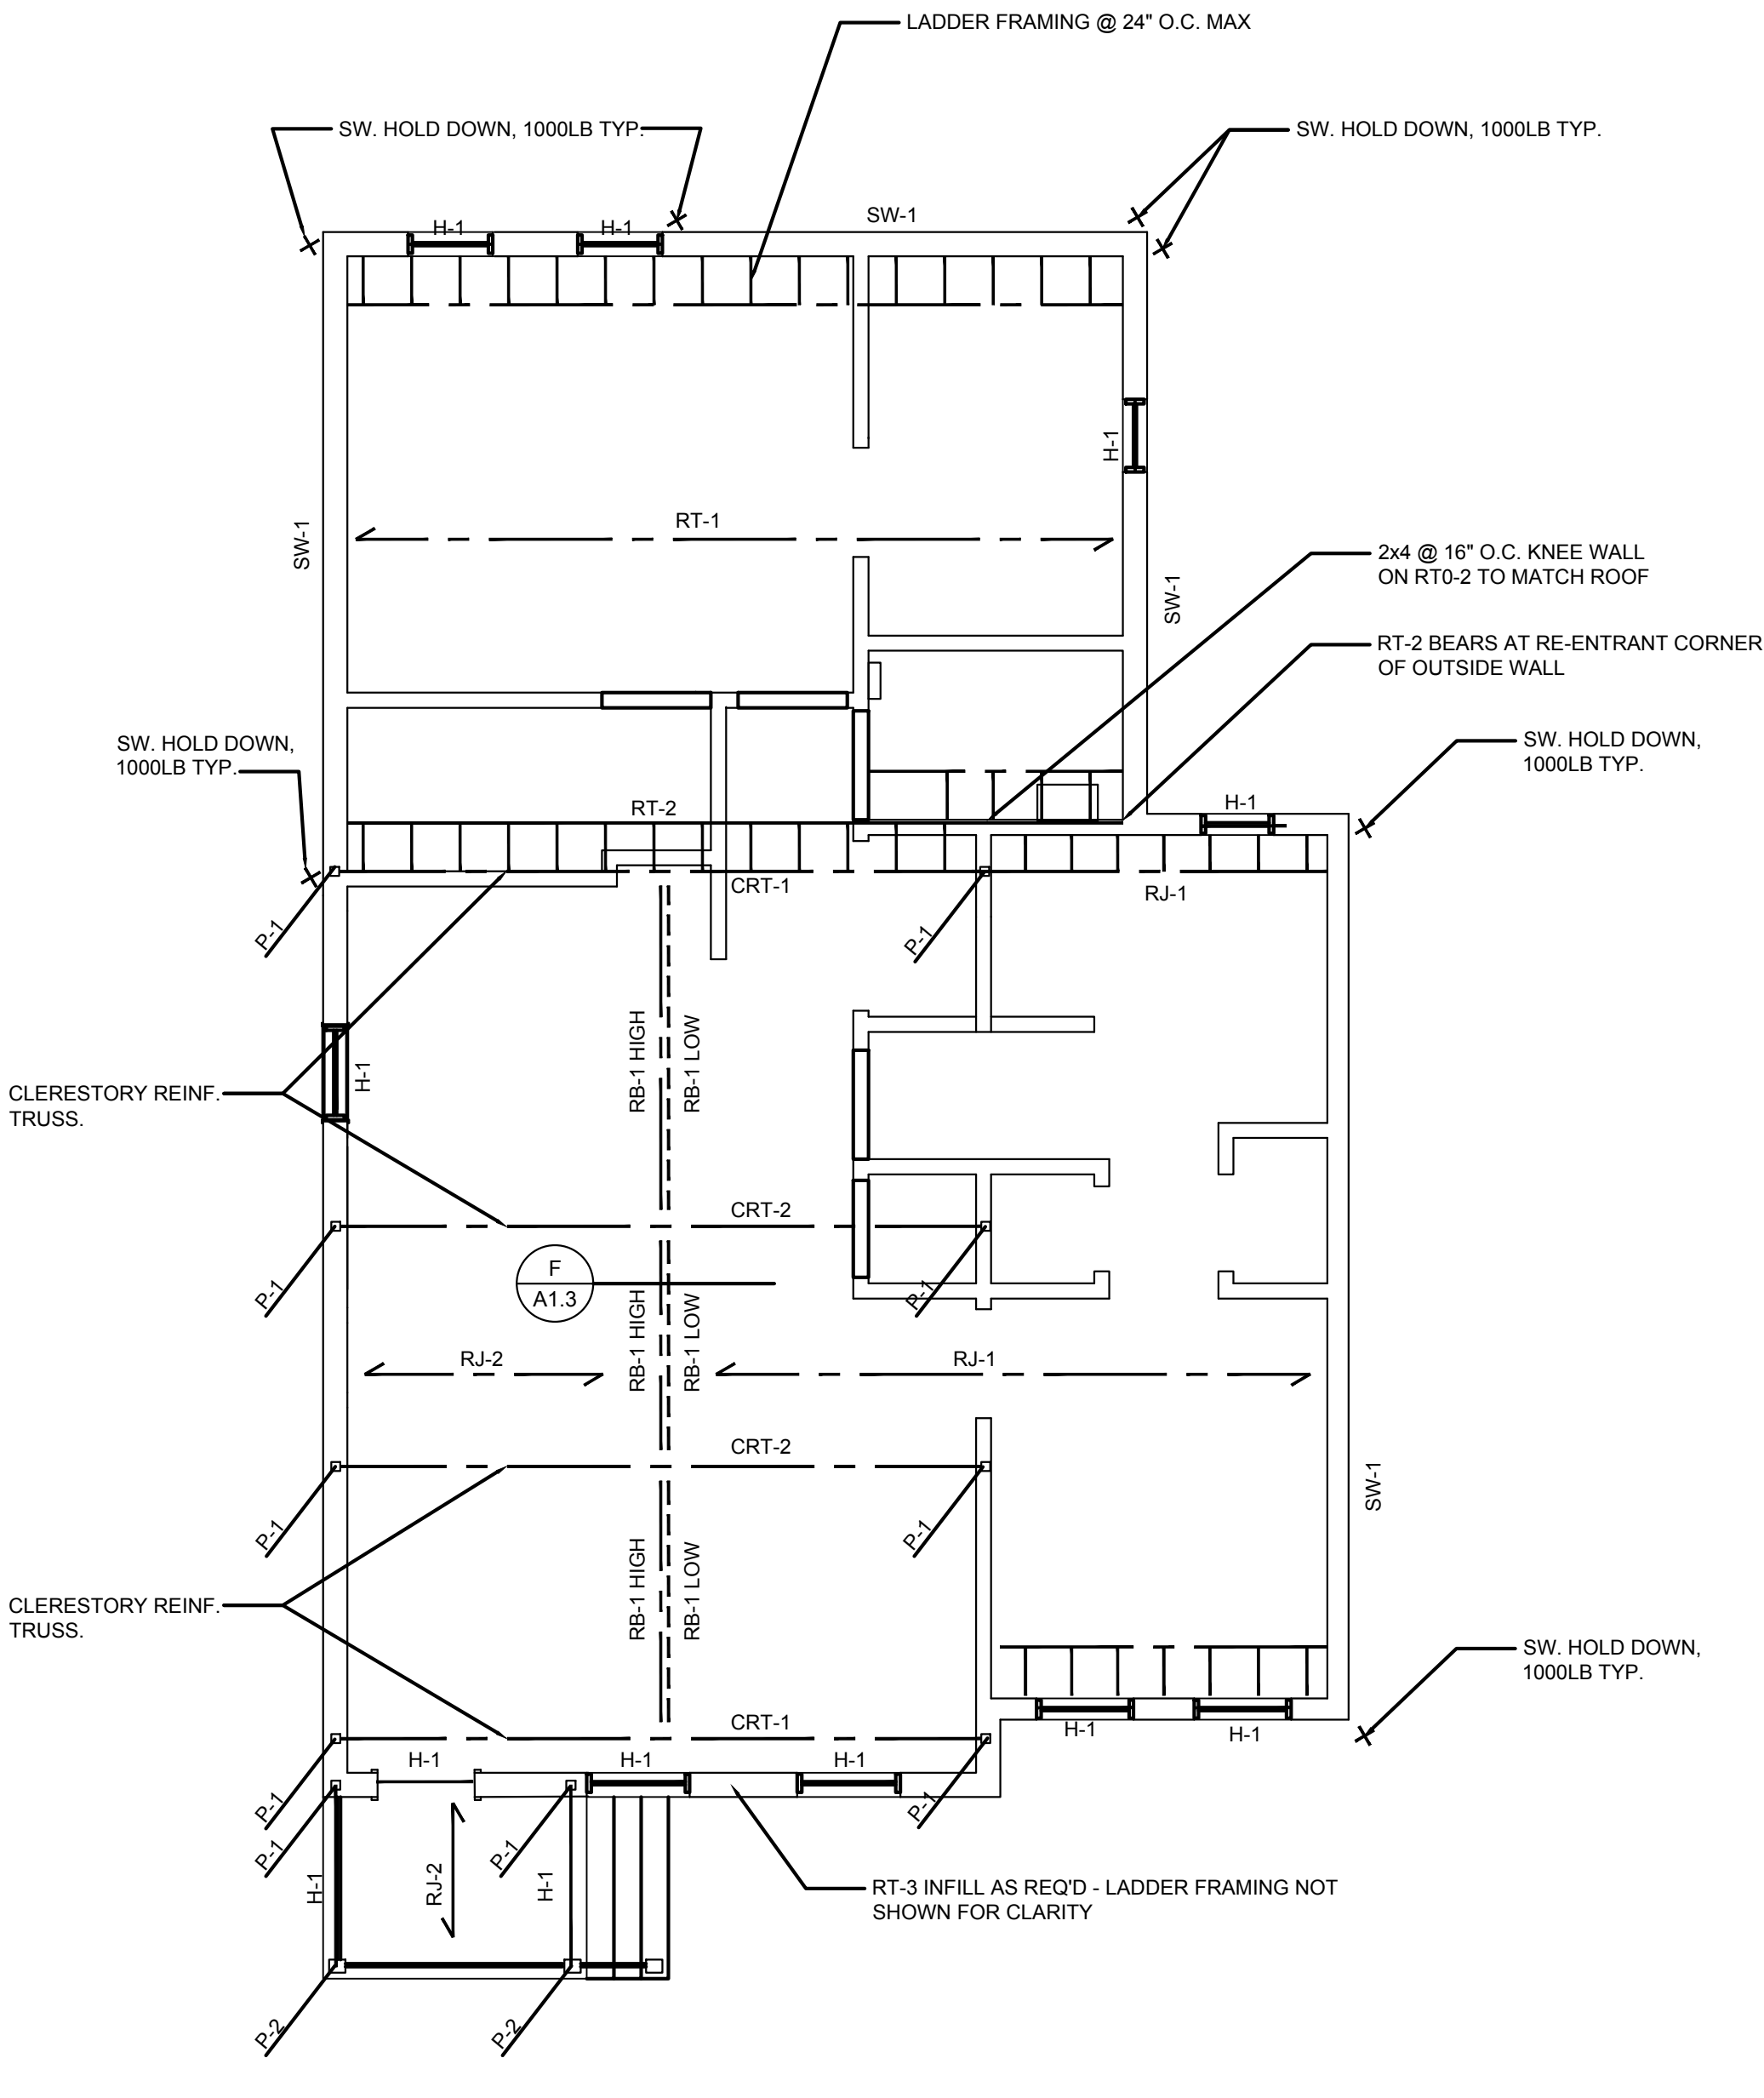 LADDER FRAMING @ 24" O.C. MAX
SW. HOLD DOWN, 1000LB TYP.
SW. HOLD DOWN, 1000LB TYP.
SW-1
H-1
H-1
H-1
RT-1
SW-1
SW-1
2x4 @ 16" O.C. KNEE WALL
ON RT0-2 TO MATCH ROOF
RT-2 BEARS AT RE-ENTRANT CORNER
OF OUTSIDE WALL
SW. HOLD DOWN,
1000LB TYP.
SW. HOLD DOWN,
1000LB TYP.
RT-2
H-1
CRT-1
RJ-1
P-1
P-1
RB-1 HIGH
RB-1 LOW
H-1
CLERESTORY REINF.
TRUSS.
CRT-2
F
A1.3
P-1
P-1
RB-1 HIGH
RB-1 LOW
RJ-2
RJ-1
CRT-2
SW-1
P-1
P-1
RB-1 HIGH
RB-1 LOW
CLERESTORY REINF.
TRUSS.
SW. HOLD DOWN,
1000LB TYP.
CRT-1
H-1
H-1
H-1
H-1
H-1
P-1
P-1
P-1
P-1
H-1
RJ-2
H-1
RT-3 INFILL AS REQ'D - LADDER FRAMING NOT
SHOWN FOR CLARITY
P-2
P-2